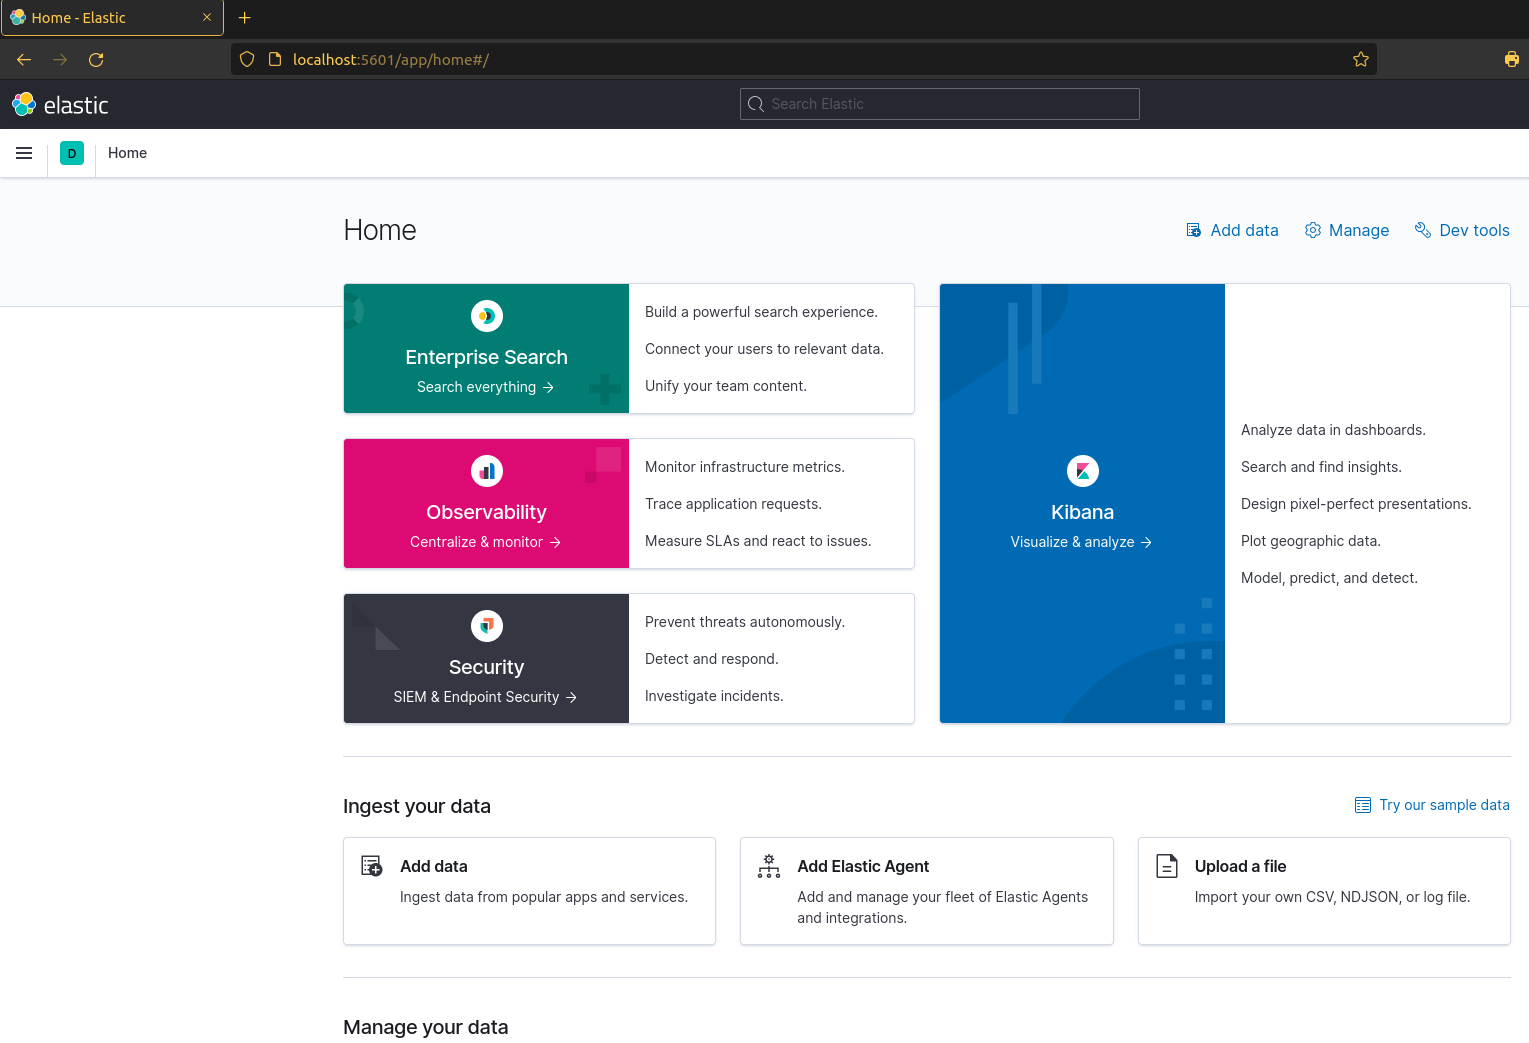 Home - Elastic
localhost:5601/app/home#/
elastic
Search Elastic
D
Home
Home
Add data
Manage
Dev tools
Enterprise Search
Search everything →
Build a powerful search experience.
Connect your users to relevant data.
Unify your team content.
Observability
Centralize & monitor →
Monitor infrastructure metrics.
Trace application requests.
Measure SLAs and react to issues.
Security
SIEM & Endpoint Security →
Prevent threats autonomously.
Detect and respond.
Investigate incidents.
Kibana
Visualize & analyze →
Analyze data in dashboards.
Search and find insights.
Design pixel-perfect presentations.
Plot geographic data.
Model, predict, and detect.
Ingest your data
Try our sample data
Add data
Ingest data from popular apps and services.
Add Elastic Agent
Add and manage your fleet of Elastic Agents
and integrations.
Upload a file
Import your own CSV, NDJSON, or log file.
Manage your data